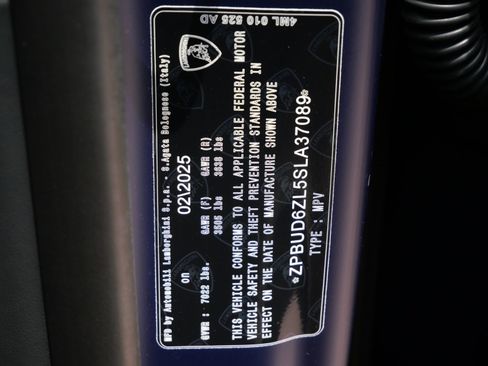 4ML 010 525 AD
LAMBORGHINI
MFD by Automobili Lamborghini S.p.A. - S.Agata Bolognese (Italy)
on 02\2025
GVWR : 7022 lbs. GAWR (F) GAWR (R)
3505 lbs 3638 lbs
THIS VEHICLE CONFORMS TO ALL APPLICABLE FEDERAL MOTOR
VEHICLE SAFETY AND THEFT PREVENTION STANDARDS IN
EFFECT ON THE DATE OF MANUFACTURE SHOWN ABOVE
*ZPBUD6ZL5SLA37089*
TYPE : MPV